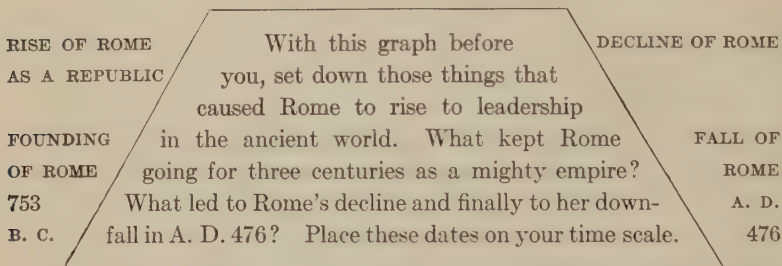 RISE OF ROME
AS A REPUBLIC
FOUNDING
OF ROME
753
B. C.
With this graph before
you, set down those things that
caused Rome to rise to leadership
in the ancient world. What kept Rome
going for three centuries as a mighty empire?
What led to Rome's decline and finally to her down-
fall in A. D. 476? Place these dates on your time scale.
DECLINE OF ROME
FALL OF
ROME
A. D.
476